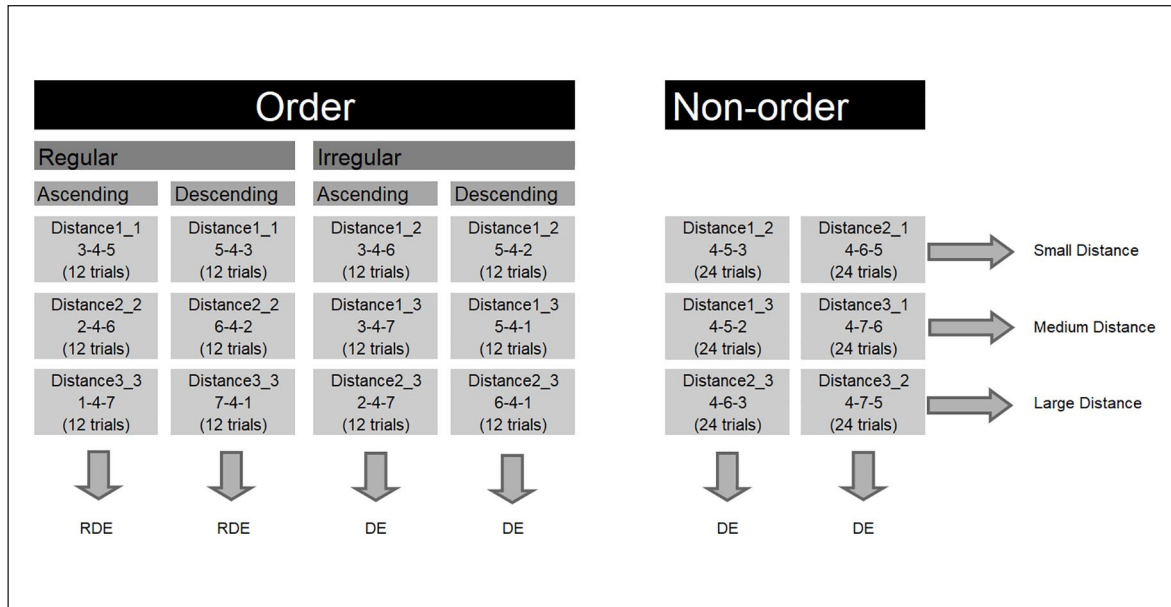 Order
Non-order
Regular
Irregular
Ascending
Descending
Ascending
Descending
Distance1_1
3-4-5
(12 trials)
Distance1_1
5-4-3
(12 trials)
Distance1_2
3-4-6
(12 trials)
Distance1_2
5-4-2
(12 trials)
Distance1_2
4-5-3
(24 trials)
Distance2_1
4-6-5
(24 trials)
Small Distance
Distance2_2
2-4-6
(12 trials)
Distance2_2
6-4-2
(12 trials)
Distance1_3
3-4-7
(12 trials)
Distance1_3
5-4-1
(12 trials)
Distance1_3
4-5-2
(24 trials)
Distance3_1
4-7-6
(24 trials)
Medium Distance
Distance3_3
1-4-7
(12 trials)
Distance3_3
7-4-1
(12 trials)
Distance2_3
2-4-7
(12 trials)
Distance2_3
6-4-1
(12 trials)
Distance2_3
4-6-3
(24 trials)
Distance3_2
4-7-5
(24 trials)
Large Distance
RDE
RDE
DE
DE
DE
DE